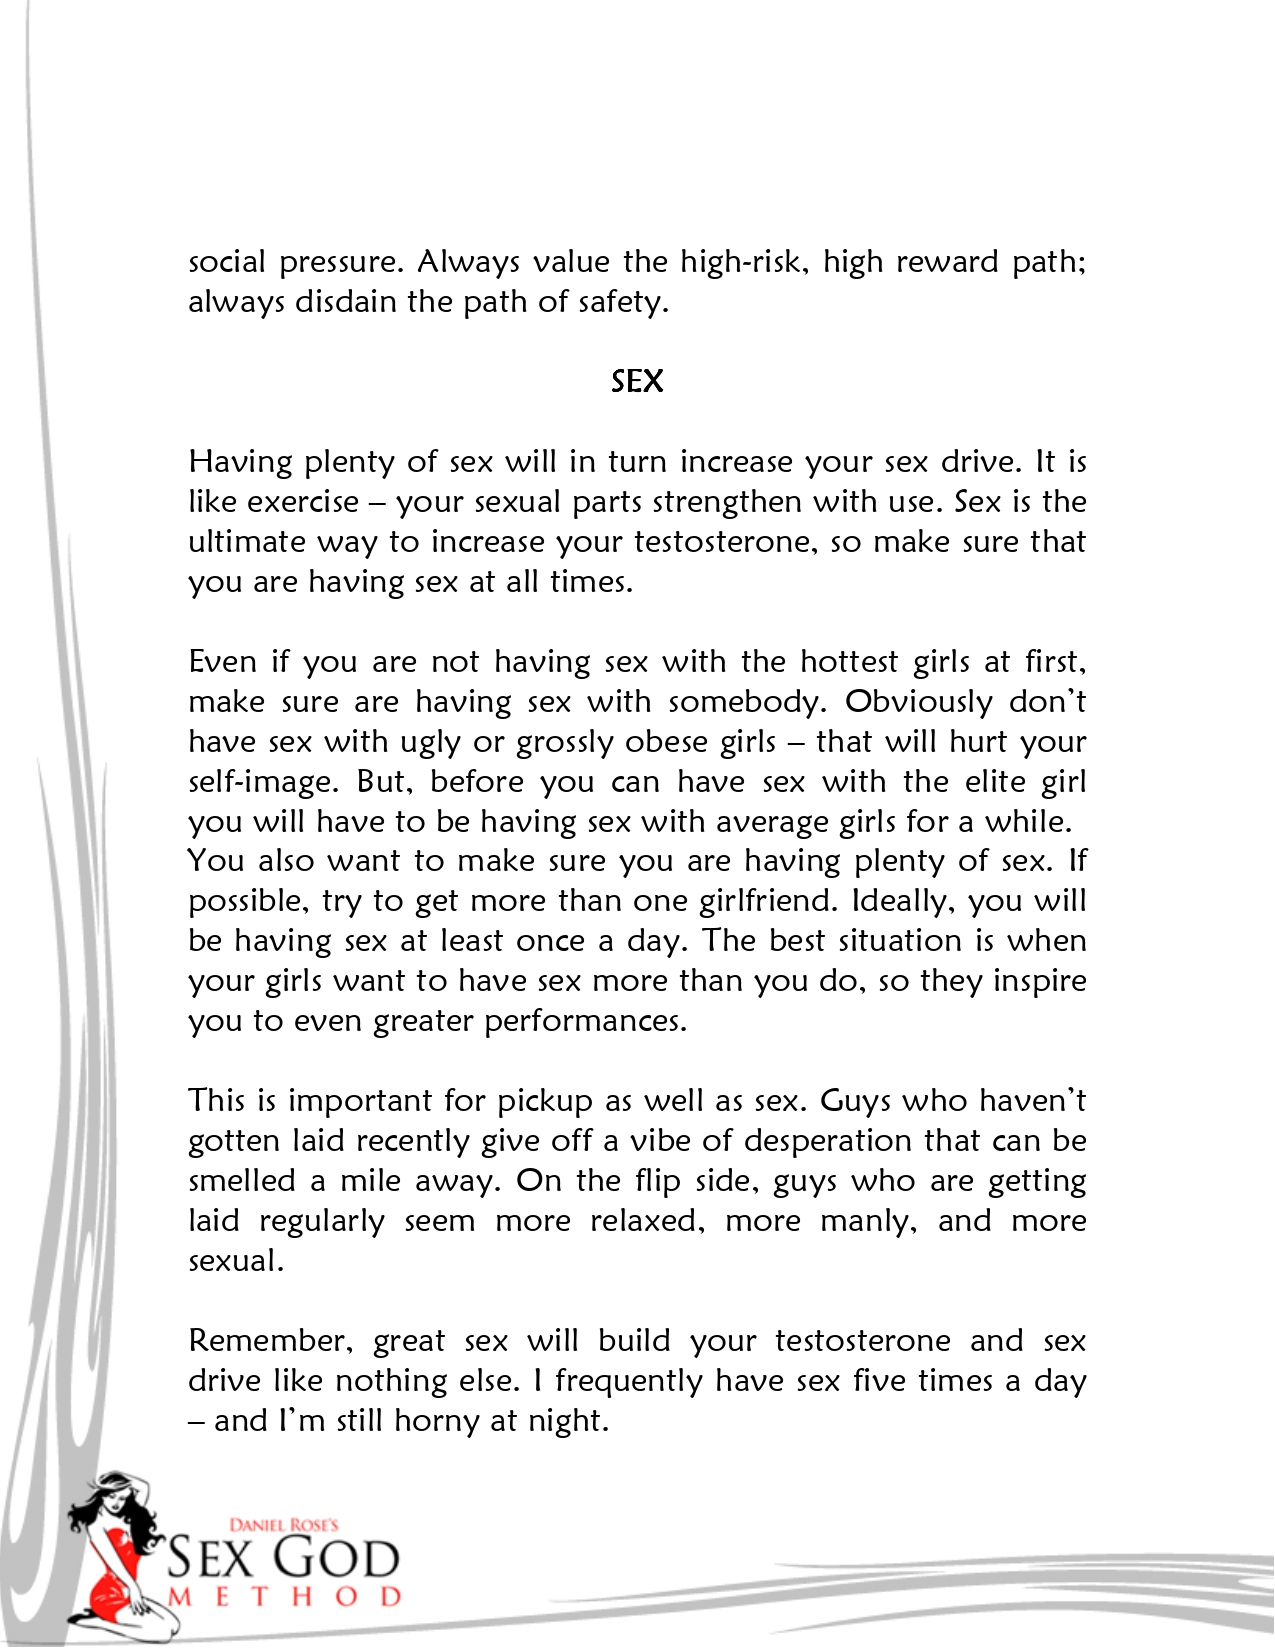 social pressure. Always value the high-risk, high reward path;
always disdain the path of safety.
SEX
Having plenty of sex will in turn increase your sex drive. It is
like exercise – your sexual parts strengthen with use. Sex is the
ultimate way to increase your testosterone, so make sure that
you are having sex at all times.
Even if you are not having sex with the hottest girls at first,
make sure are having sex with somebody. Obviously don’t
have sex with ugly or grossly obese girls – that will hurt your
self-image. But, before you can have sex with the elite girl
you will have to be having sex with average girls for a while.
You also want to make sure you are having plenty of sex. If
possible, try to get more than one girlfriend. Ideally, you will
be having sex at least once a day. The best situation is when
your girls want to have sex more than you do, so they inspire
you to even greater performances.
This is important for pickup as well as sex. Guys who haven’t
gotten laid recently give off a vibe of desperation that can be
smelled a mile away. On the flip side, guys who are getting
laid regularly seem more relaxed, more manly, and more
sexual.
Remember, great sex will build your testosterone and sex
drive like nothing else. I frequently have sex five times a day
– and I’m still horny at night.
DANIEL ROSE'S
SEX GOD
METHOD